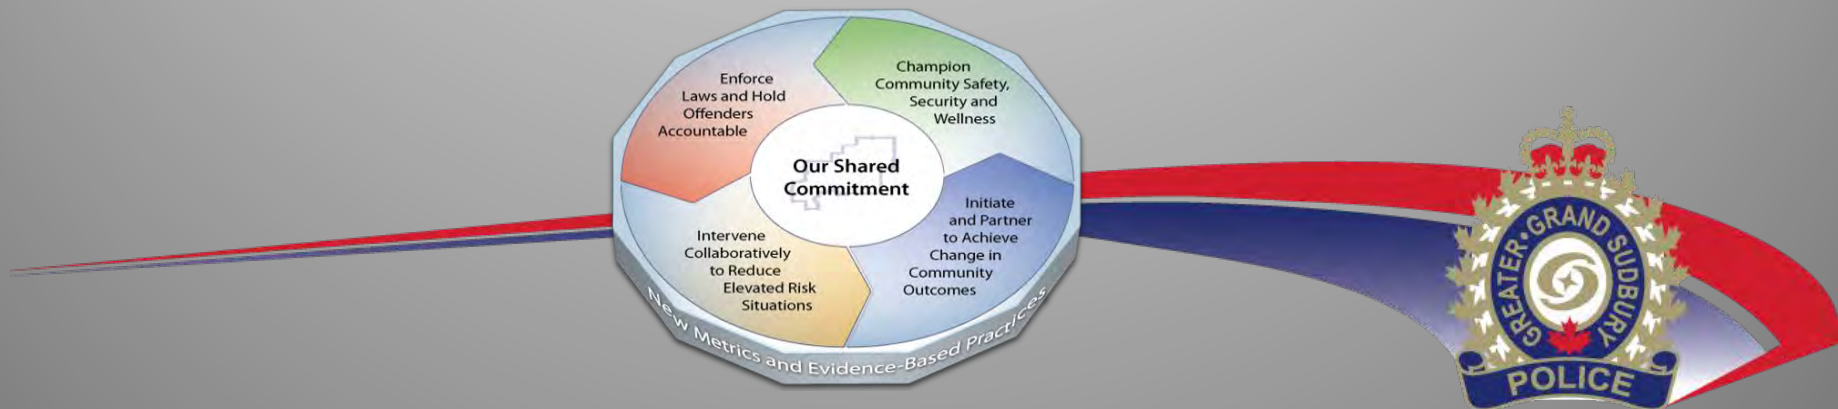 Enforce
Laws and Hold
Offenders
Accountable
Champion
Community Safety,
Security and
Wellness
Our Shared
Commitment
Intervene
Collaboratively
to Reduce
Elevated Risk
Situations
Initiate
and Partner
to Achieve
Change in
Community
Outcomes
New Metrics and Evidence-Based Practices
GREATER • GRAND SUDBURY
POLICE